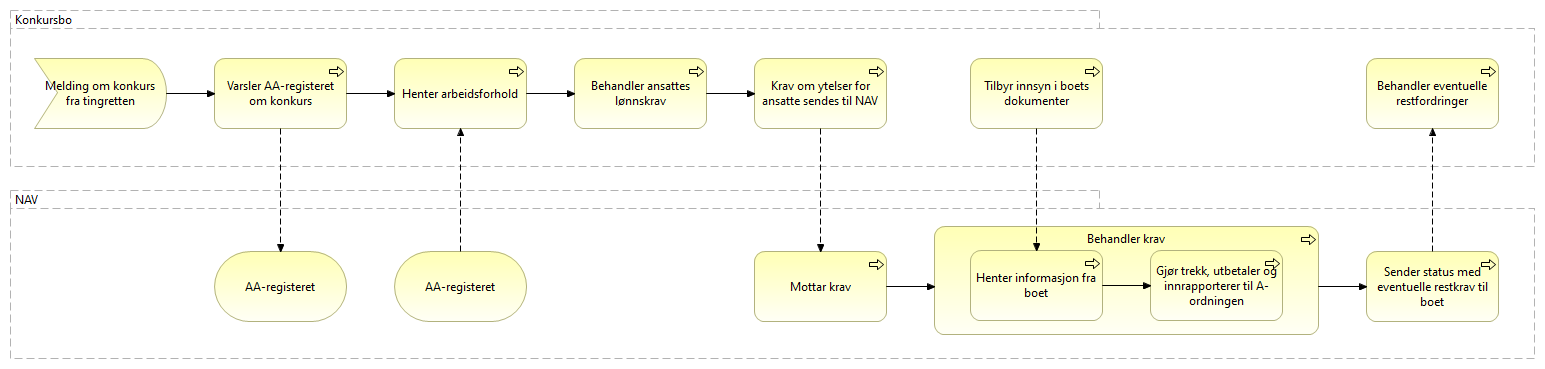 Konkursbo
Melding om konkurs
fra tingretten
Varsler AA-registeret
om konkurs
Henter arbeidsforhold
Behandler ansattes
lønnskrav
Krav om ytelser for
ansatte sendes til NAV
Tilbyr innsyn i boets
dokumenter
Behandler eventuelle
restfordringer
NAV
AA-registeret
AA-registeret
Mottar krav
Behandler krav
Henter informasjon fra
boet
Gjør trekk, utbetaler og
innrapporterer til A-
ordningen
Sender status med
eventuelle restkrav til
boet